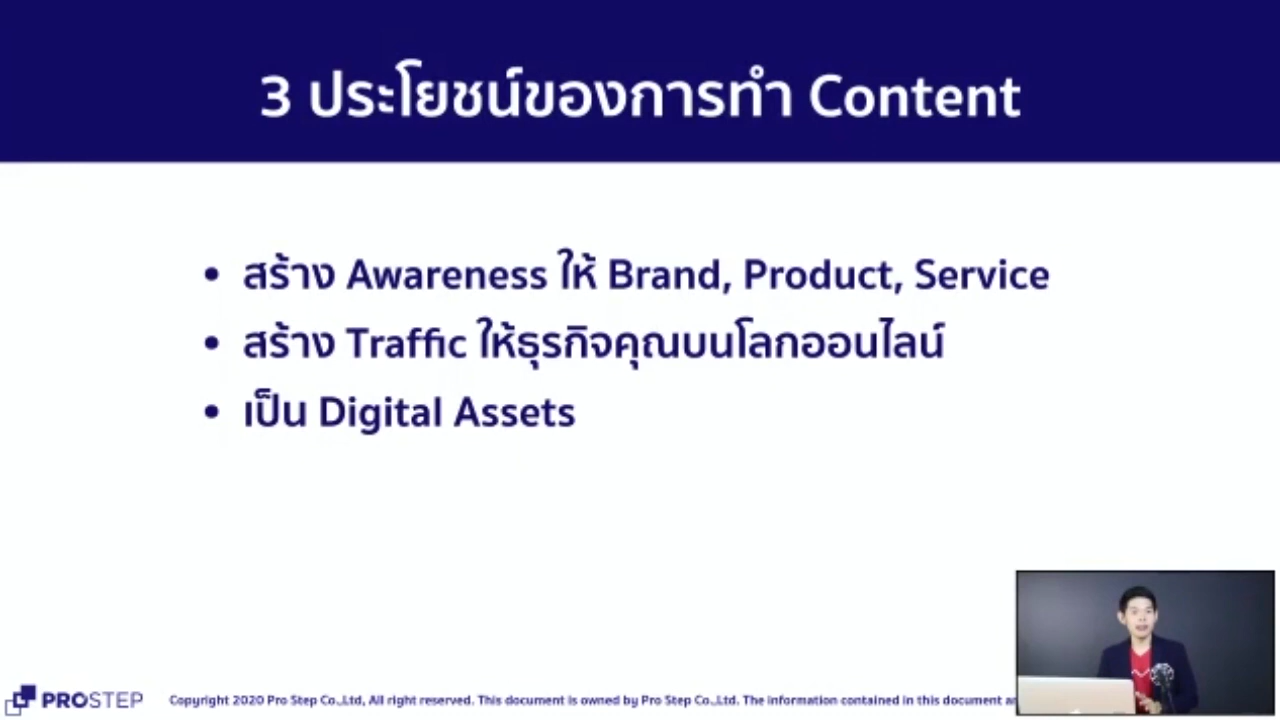 3 ประโยชน์ของการทำ Content
• สร้าง Awareness ให้ Brand, Product, Service
• สร้าง Traffic ให้ธุรกิจคุณบนโลกออนไลน์
• เป็น Digital Assets
PROSTEP
Copyright 2020 Pro Step Co.,Ltd, All right reserved. This document is owned by Pro Step Co.,Ltd. The information contained in this document